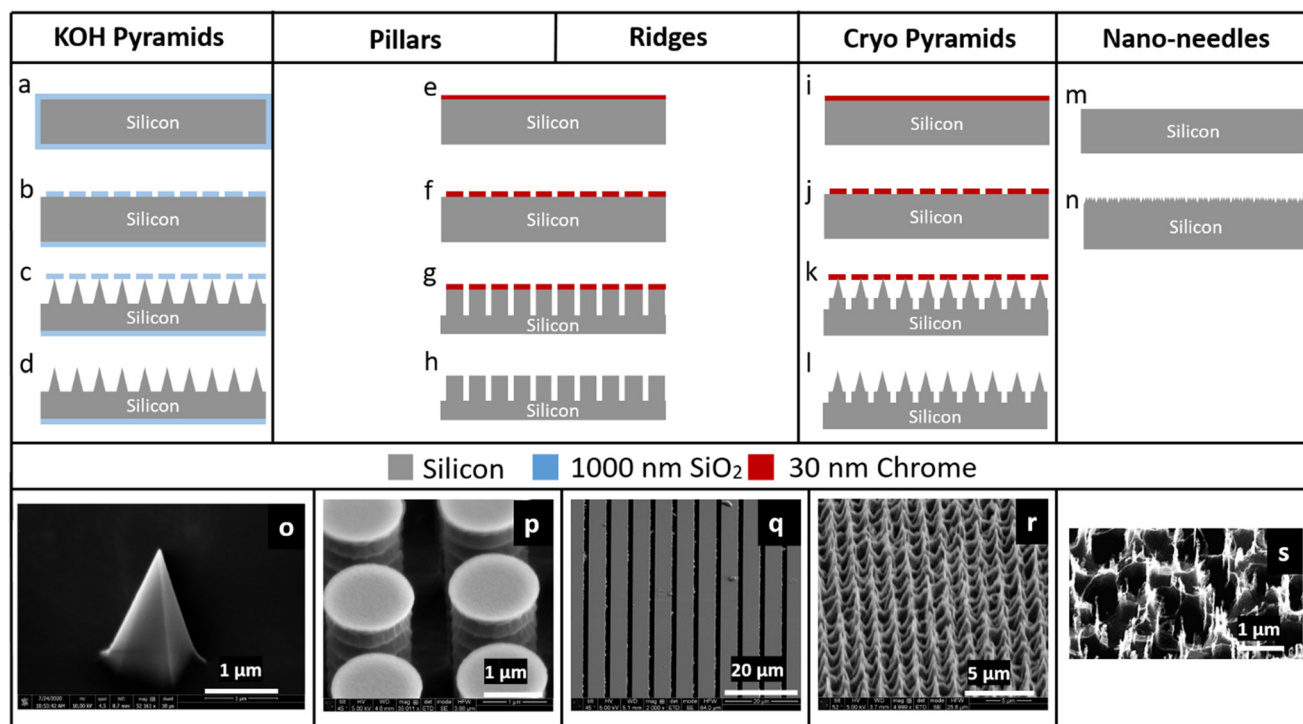 KOH Pyramids Pillars Ridges Cryo Pyramids Nano-needles
a
Silicon
b
Silicon
c
Silicon
d
Silicon
e
Silicon
f
Silicon
g
Silicon
h
Silicon
i
Silicon
j
Silicon
k
Silicon
l
Silicon
m
Silicon
n
Silicon
Silicon 1000 nm SiO₂ 30 nm Chrome
o
1 µm
p
1 µm
q
20 µm
r
5 µm
s
1 µm